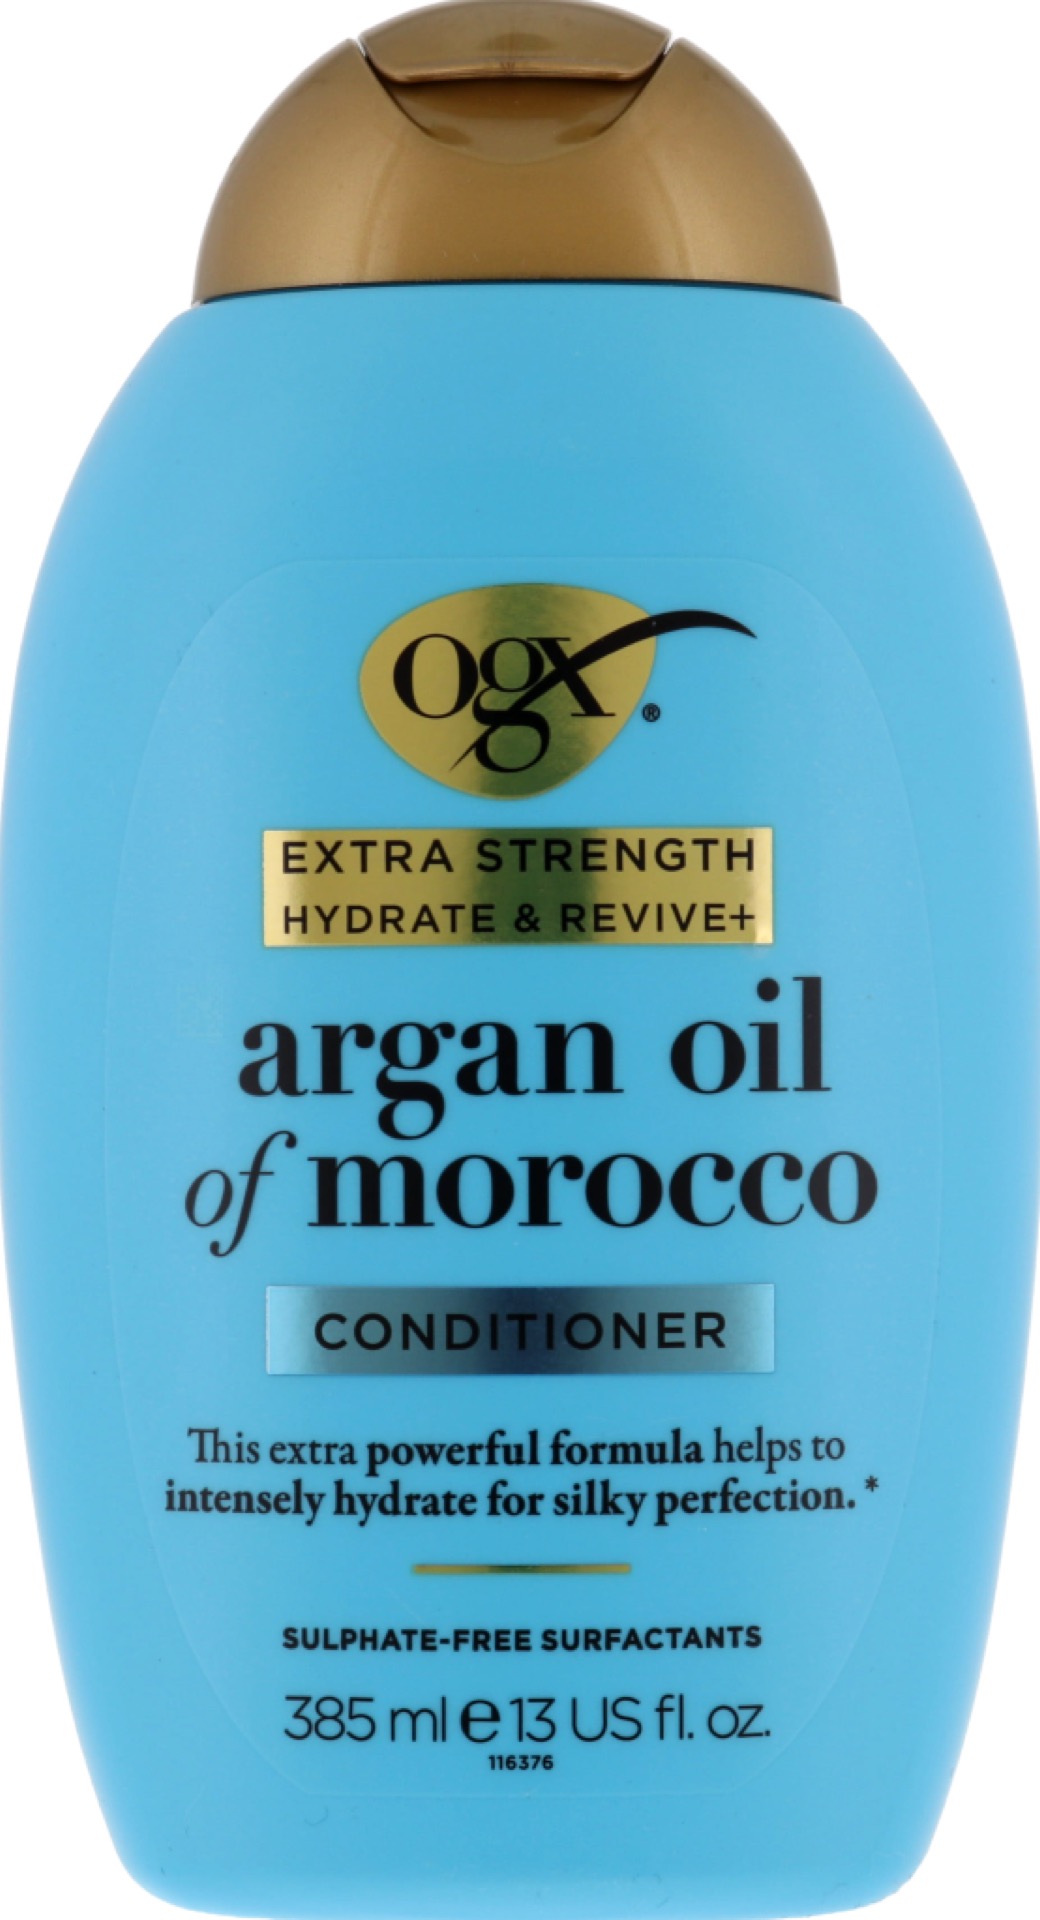 ogx®
EXTRA STRENGTH
HYDRATE & REVIVE+
argan oil
of morocco
CONDITIONER
This extra powerful formula helps to
intensely hydrate for silky perfection.*
SULPHATE-FREE SURFACTANTS
385 ml e 13 US fl. oz.
116376